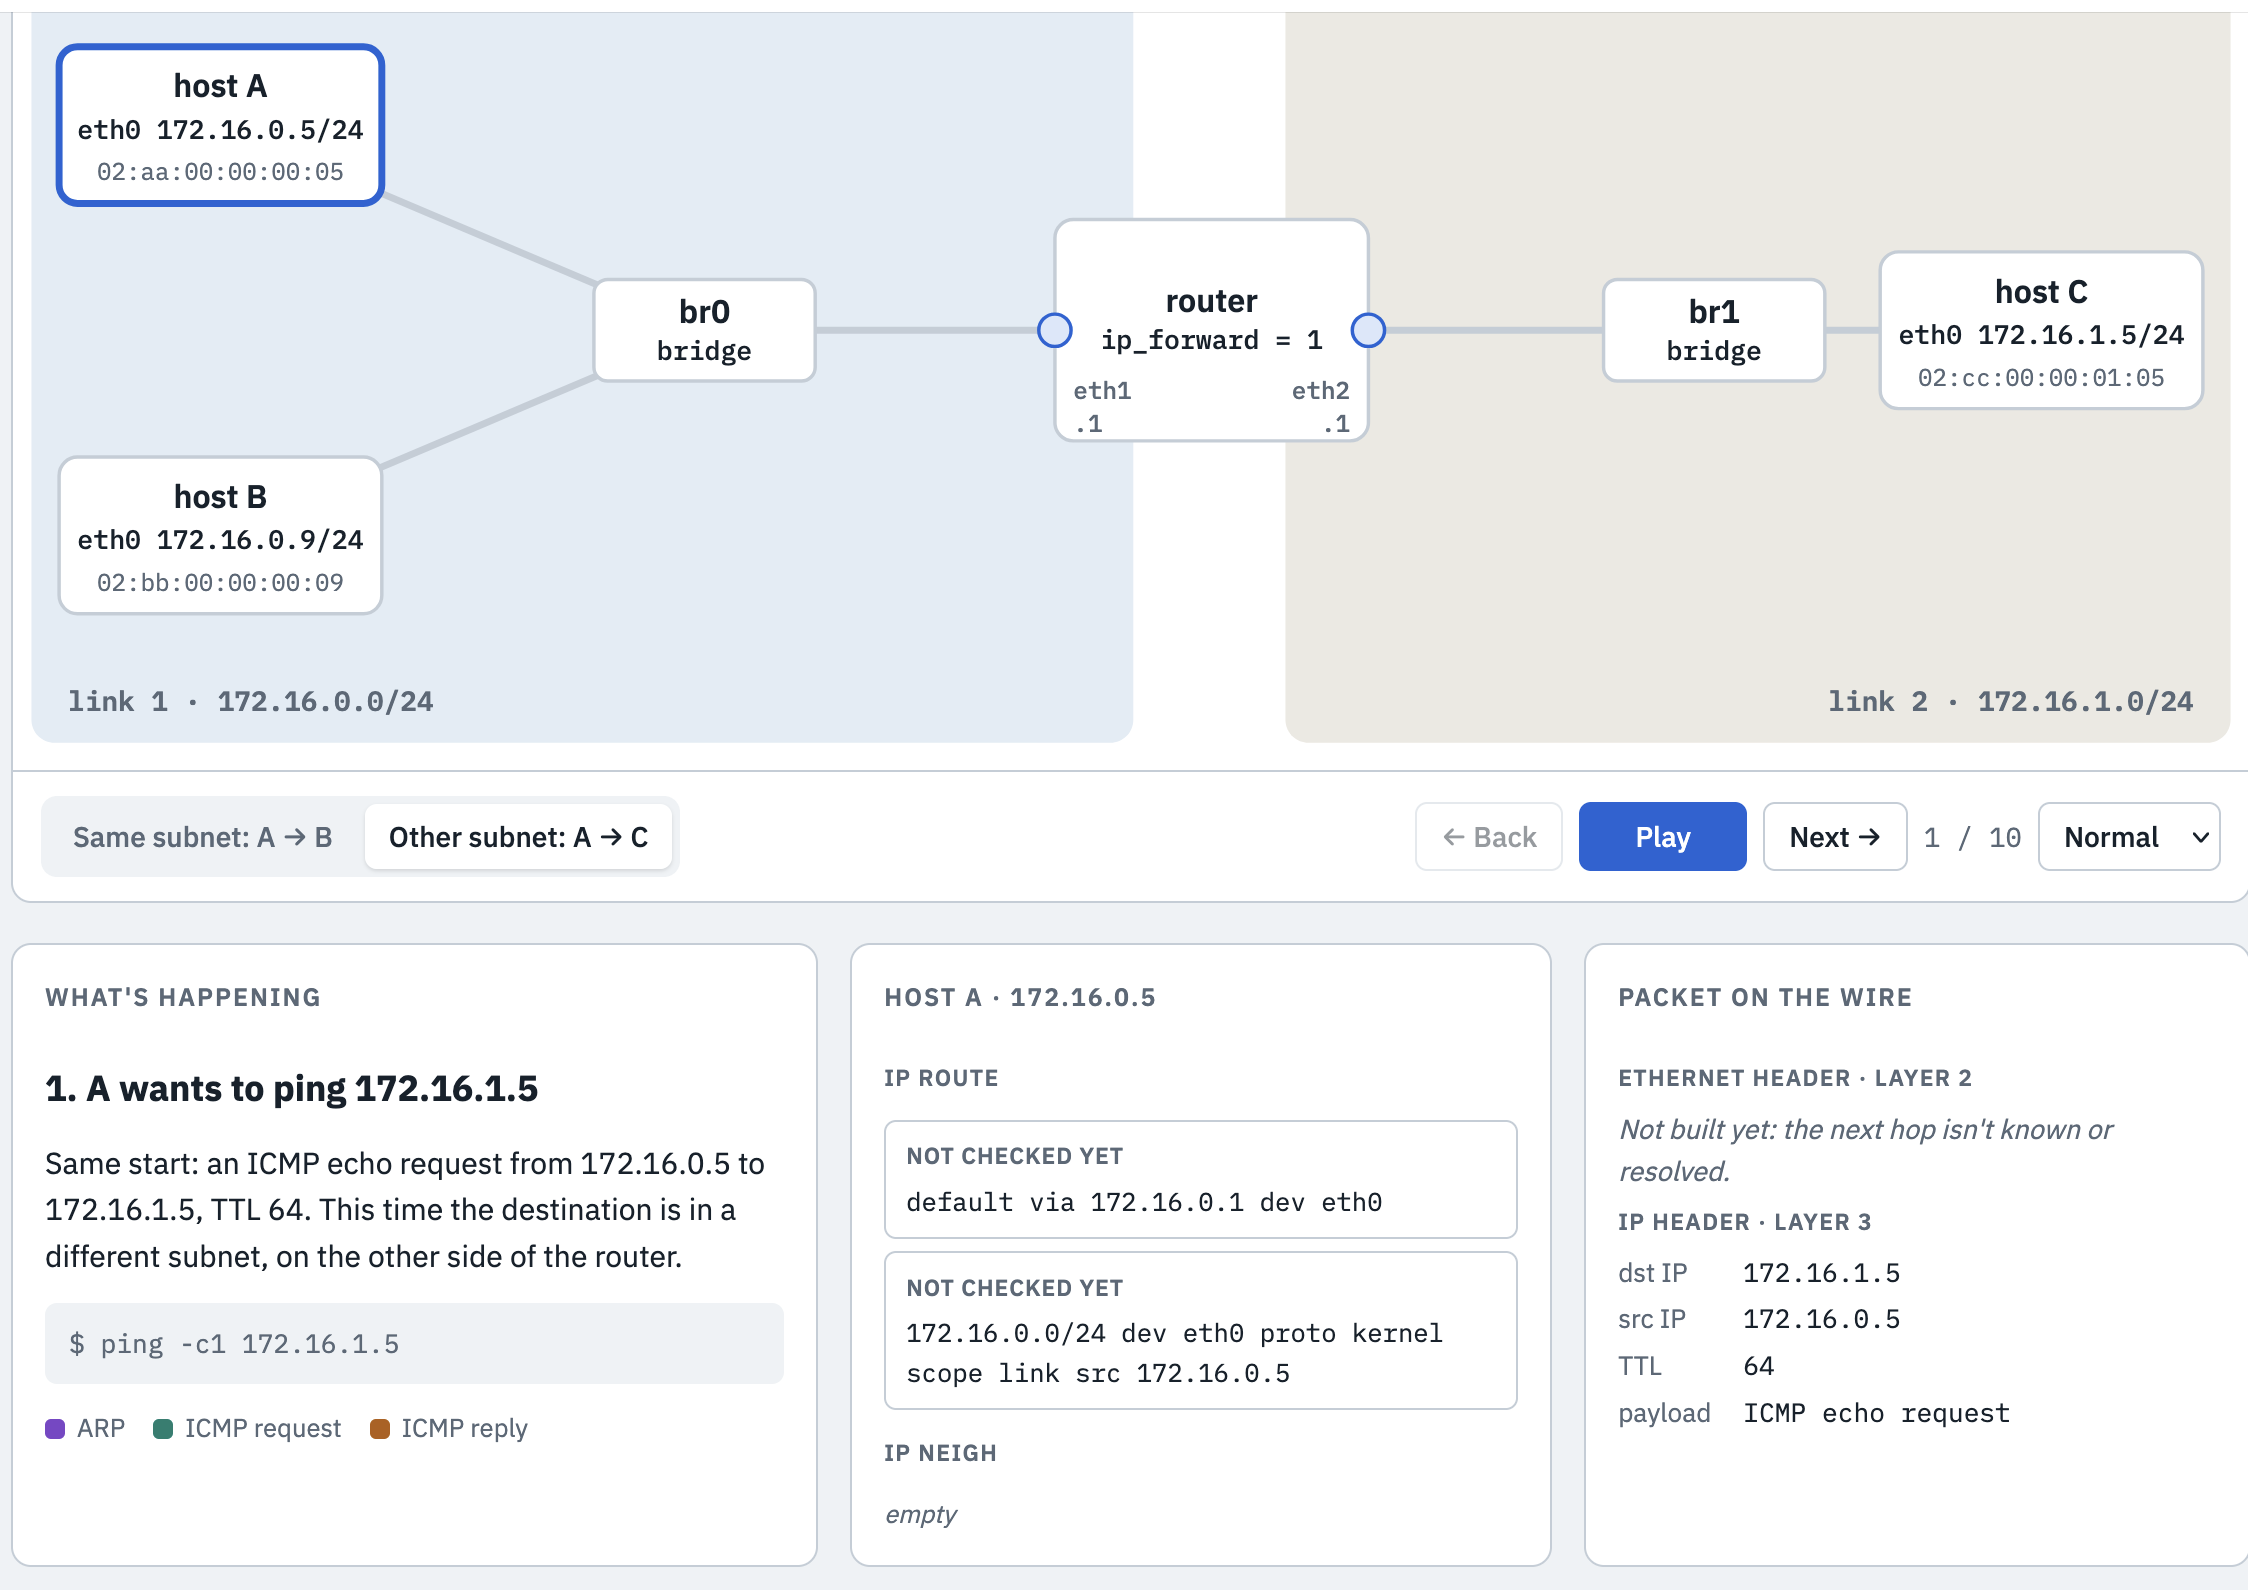 host A
eth0 172.16.0.5/24
02:aa:00:00:00:05
host B
eth0 172.16.0.9/24
02:bb:00:00:00:09
br0
bridge
router
ip_forward = 1
eth1
.1
eth2
.1
br1
bridge
host C
eth0 172.16.1.5/24
02:cc:00:00:01:05
link 1 · 172.16.0.0/24
link 2 · 172.16.1.0/24
Same subnet: A → B
Other subnet: A → C
← Back
Play
Next →
1 / 10
Normal
WHAT'S HAPPENING
1. A wants to ping 172.16.1.5
Same start: an ICMP echo request from 172.16.0.5 to
172.16.1.5, TTL 64. This time the destination is in a
different subnet, on the other side of the router.
$ ping -c1 172.16.1.5
ARP
ICMP request
ICMP reply
HOST A · 172.16.0.5
IP ROUTE
NOT CHECKED YET
default via 172.16.0.1 dev eth0
NOT CHECKED YET
172.16.0.0/24 dev eth0 proto kernel
scope link src 172.16.0.5
IP NEIGH
empty
PACKET ON THE WIRE
ETHERNET HEADER · LAYER 2
Not built yet: the next hop isn't known or
resolved.
IP HEADER · LAYER 3
dst IP 172.16.1.5
src IP 172.16.0.5
TTL 64
payload ICMP echo request